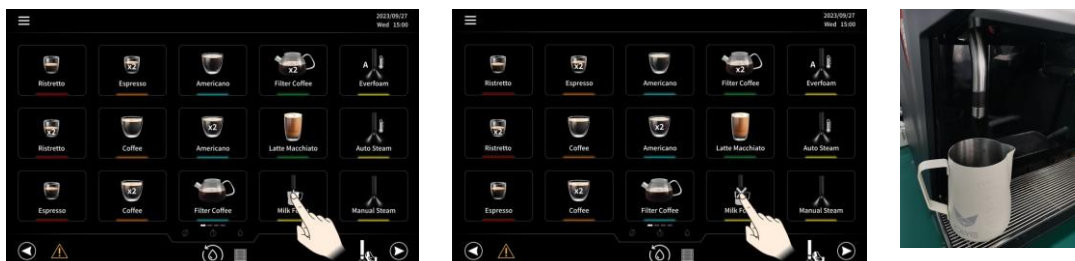 2023/09/27
Wed 15:00
Ristretto
x2
Espresso
Americano
x2
Filter Coffee
A
Everfoam
x2
Ristretto
Coffee
x2
Americano
Latte Macchiato
Auto Steam
Espresso
x2
Coffee
Filter Coffee
Milk
Manual Steam
2023/09/27
Wed 15:00
Ristretto
x2
Espresso
Americano
x2
Filter Coffee
A
Everfoam
x2
Ristretto
Coffee
x2
Americano
Latte Macchiato
Auto Steam
Espresso
x2
Coffee
Filter Coffee
Milk
Manual Steam